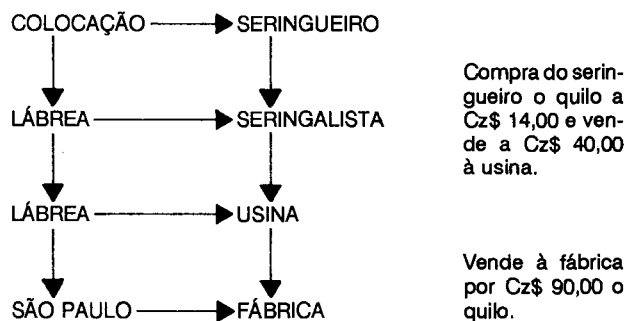 COLOCAÇÃO SERINGUEIRO
LÁBREA SERINGALISTA
Compra do serin-
gueiro o quilo a
Cz$ 14,00 e ven-
de a Cz$ 40,00
à usina.
LÁBREA USINA
SÃO PAULO FÁBRICA
Vende à fábrica
por Cz$ 90,00 o
quilo.